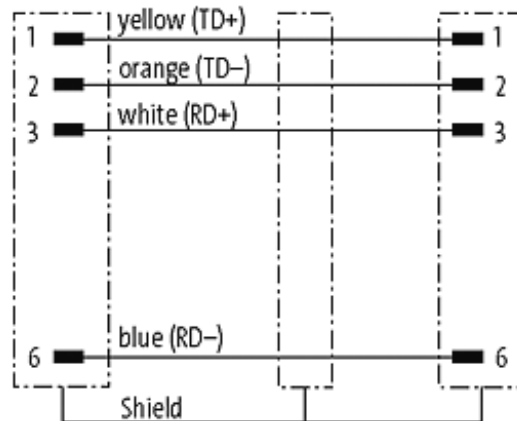 1 yellow (TD+) 1
2 orange (TD–) 2
3 white (RD+) 3
6 blue (RD–) 6
Shield